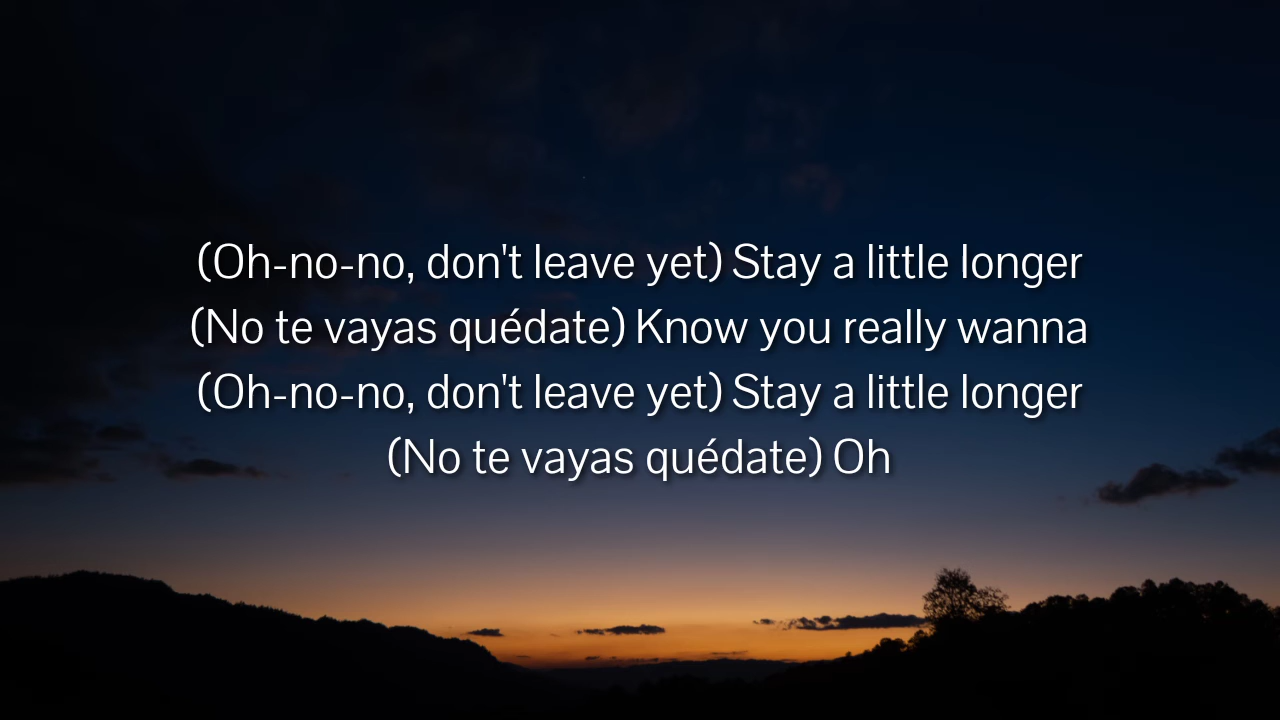 (Oh-no-no, don't leave yet) Stay a little longer
(No te vayas quédate) Know you really wanna
(Oh-no-no, don't leave yet) Stay a little longer
(No te vayas quédate) Oh